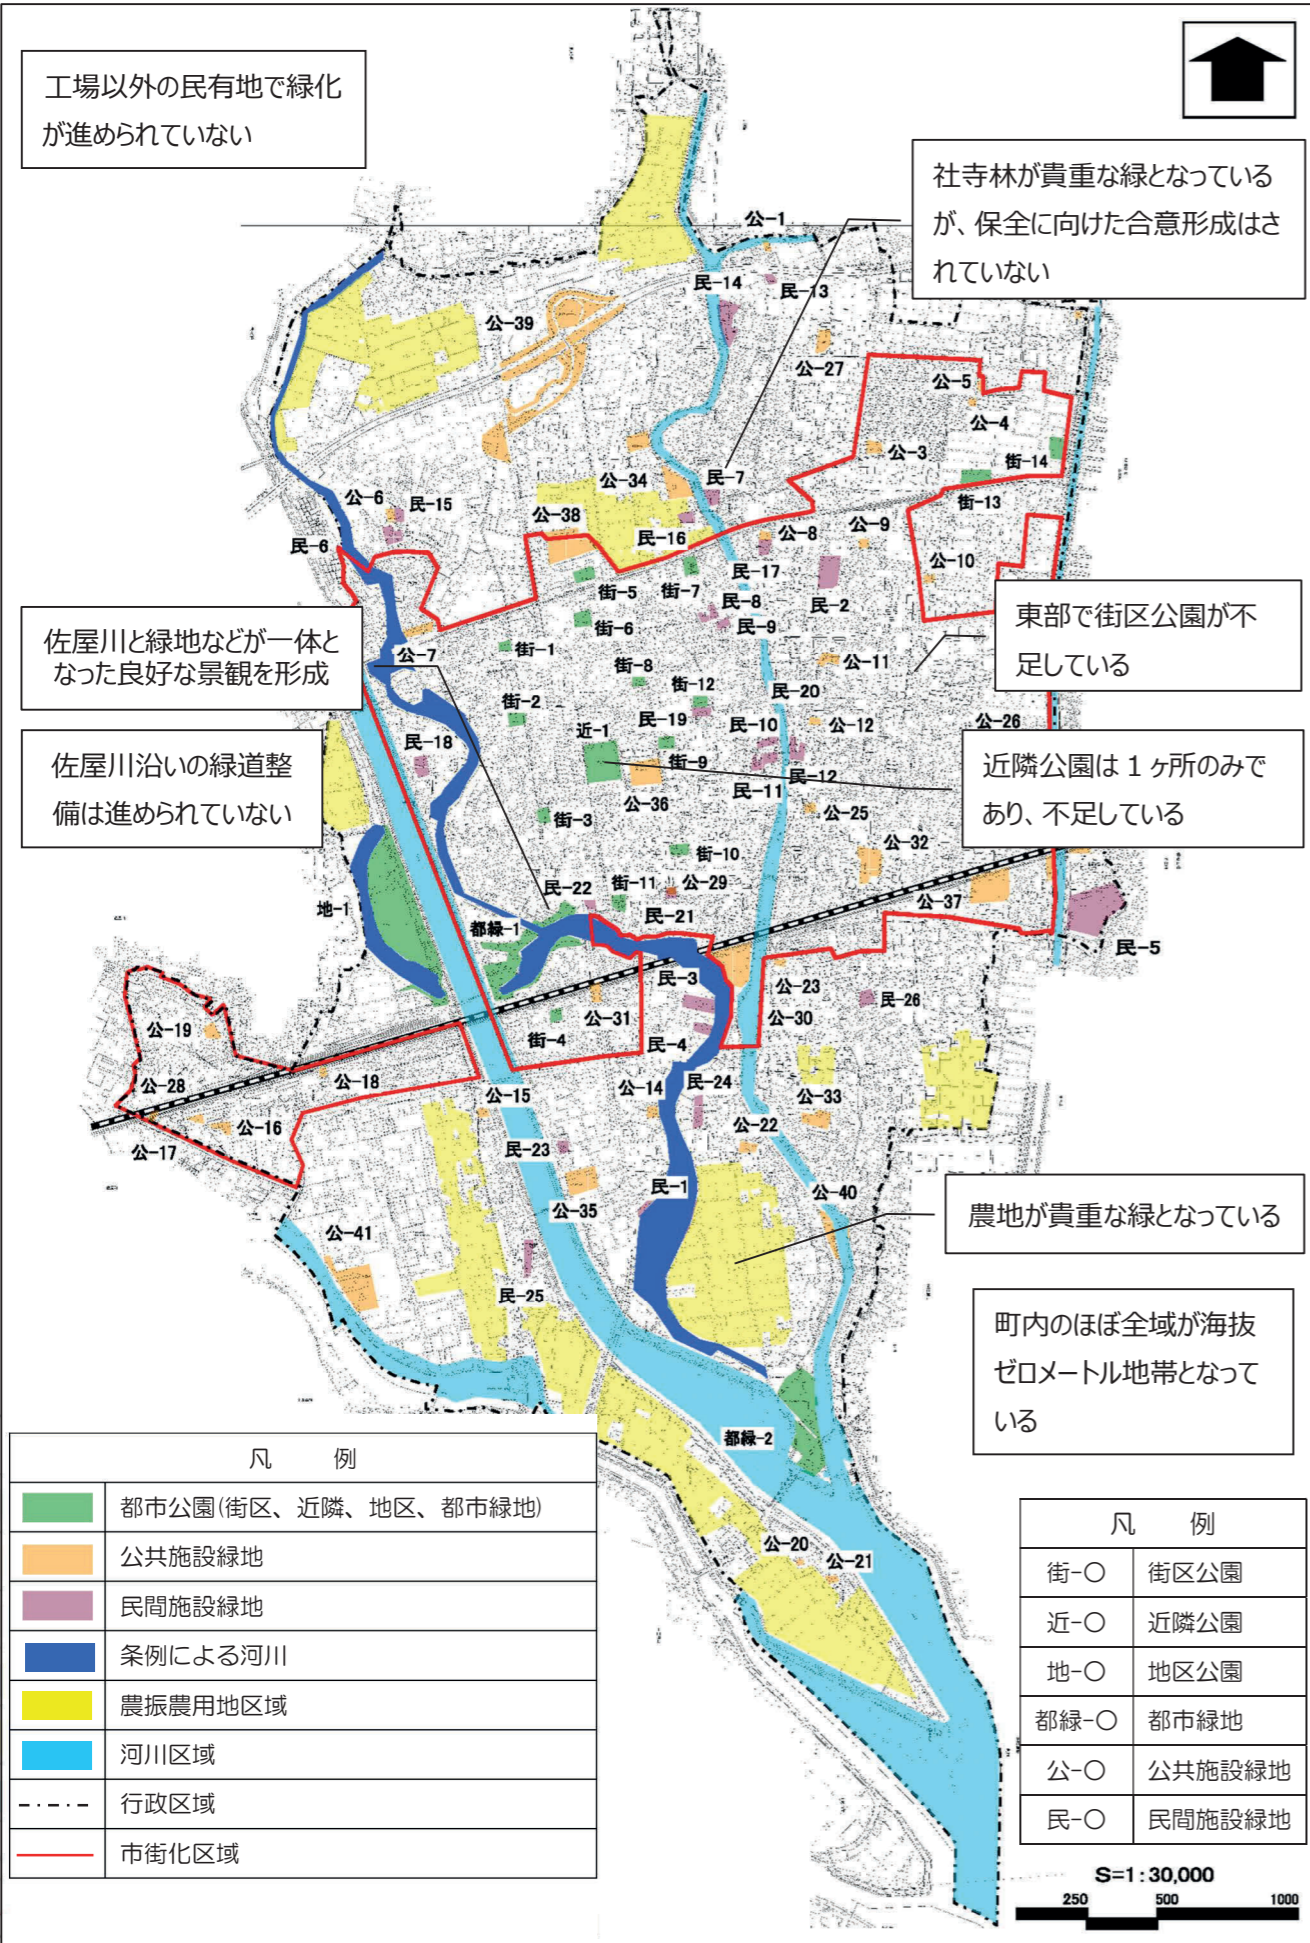 工場以外の民有地で緑化
が進められていない
社寺林が貴重な緑となっている
が、保全に向けた合意形成はさ
れていない
公-1
民-14
民-13
公-39
公-27
公-5
公-4
公-3
街-14
街-13
公-34
民-7
公-6
民-15
公-38
民-16
公-8
公-9
民-6
街-5
街-7
民-17
公-10
民-8
民-2
街-6
民-9
東部で街区公園が不
足している
佐屋川と緑地などが一体と
なった良好な景観を形成
公-7
街-1
街-8
公-11
街-12
民-20
街-2
近-1
民-19
民-10
公-12
公-26
佐屋川沿いの緑道整
備は進められていない
民-18
街-9
民-12
公-36
民-11
近隣公園は1ヶ所のみで
あり、不足している
街-3
公-25
街-10
公-32
民-22
街-11
公-29
地-1
都緑-1
民-21
公-37
民-5
民-3
公-23
民-26
公-19
公-31
公-30
街-4
民-4
公-28
公-18
公-14
民-24
公-15
公-33
公-16
公-22
公-17
民-23
民-1
公-40
公-35
農地が貴重な緑となっている
公-41
民-25
町内のほぼ全域が海抜
ゼロメートル地帯となって
いる
都緑-2
公-20
公-21
凡 例
都市公園(街区、近隣、地区、都市緑地)
公共施設緑地
民間施設緑地
条例による河川
農振農用地区域
河川区域
行政区域
市街化区域
凡 例
街-〇 街区公園
近-〇 近隣公園
地-〇 地区公園
都緑-〇 都市緑地
公-〇 公共施設緑地
民-〇 民間施設緑地
S=1:30,000
250 500 1000